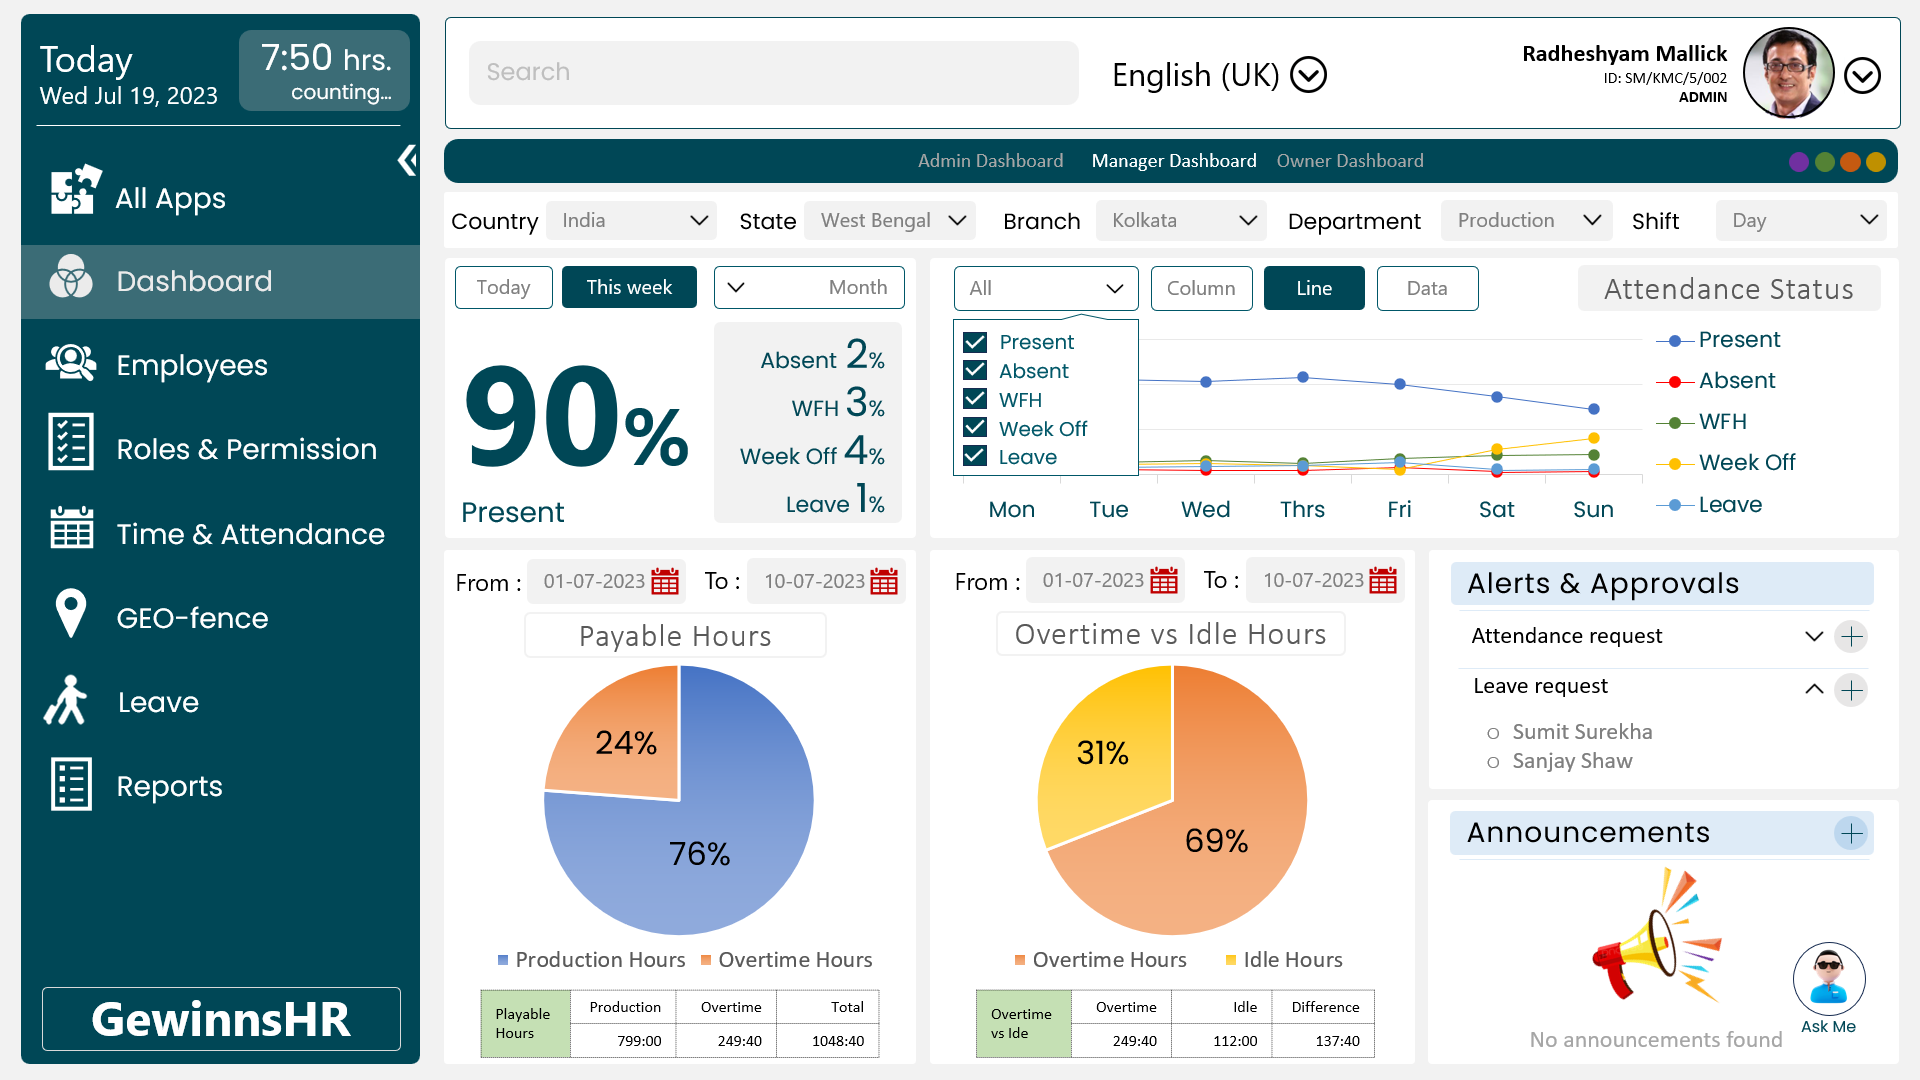 Today
Wed Jul 19, 2023
7:50 hrs.
counting...
All Apps
Dashboard
Employees
Roles & Permission
Time & Attendance
GEO-fence
Leave
Reports
GewinnsHR
Search
English (UK)
Radheshyam Mallick
ID: SM/KMC/5/002
ADMIN
Admin Dashboard Manager Dashboard Owner Dashboard
Country India State West Bengal Branch Kolkata Department Production Shift Day
Today This week Month
90%
Present
Absent 2%
WFH 3%
Week Off 4%
Leave 1%
All Column Line Data Attendance Status
Present
Absent
WFH
Week Off
Leave
Mon Tue Wed Thrs Fri Sat Sun
Present
Absent
WFH
Week Off
Leave
From : 01-07-2023 To : 10-07-2023
Payable Hours
24%
76%
Production Hours Overtime Hours
Playable Hours Production Overtime Total
799:00 249:40 1048:40
From : 01-07-2023 To : 10-07-2023
Overtime vs Idle Hours
31%
69%
Overtime Hours Idle Hours
Overtime vs Ide Overtime Idle Difference
249:40 112:00 137:40
Alerts & Approvals
Attendance request
Leave request
Sumit Surekha
Sanjay Shaw
Announcements
No announcements found
Ask Me